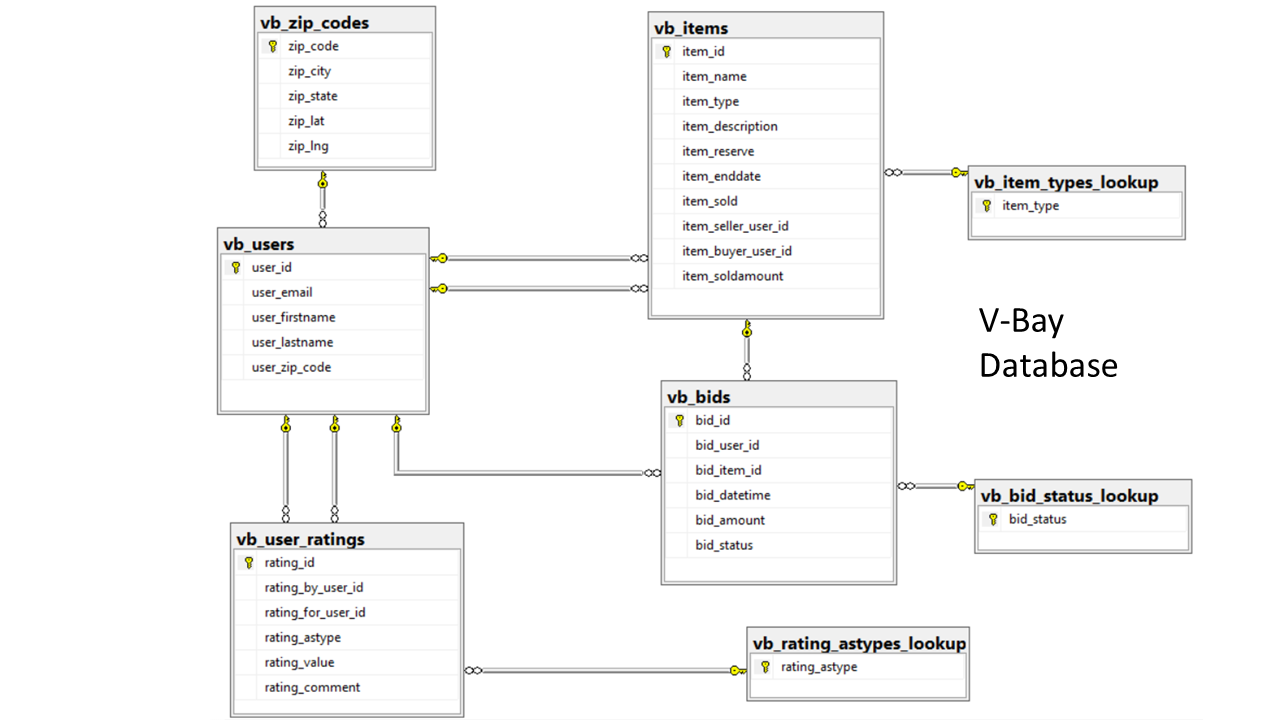 vb_zip_codes
zip_code
zip_city
zip_state
zip_lat
zip_lng
vb_items
item_id
item_name
item_type
item_description
item_reserve
item_enddate
item_sold
item_seller_user_id
item_buyer_user_id
item_soldamount
vb_item_types_lookup
item_type
vb_users
user_id
user_email
user_firstname
user_lastname
user_zip_code
V-Bay
Database
vb_bids
bid_id
bid_user_id
bid_item_id
bid_datetime
bid_amount
bid_status
vb_bid_status_lookup
bid_status
vb_user_ratings
rating_id
rating_by_user_id
rating_for_user_id
rating_astype
rating_value
rating_comment
vb_rating_astypes_lookup
rating_astype